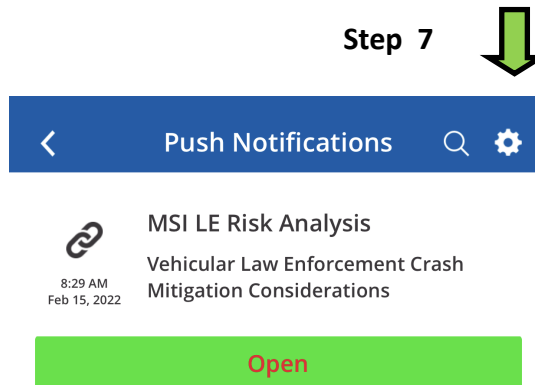 Step 7
Push Notifications
MSI LE Risk Analysis
Vehicular Law Enforcement Crash
Mitigation Considerations
8:29 AM
Feb 15, 2022
Open